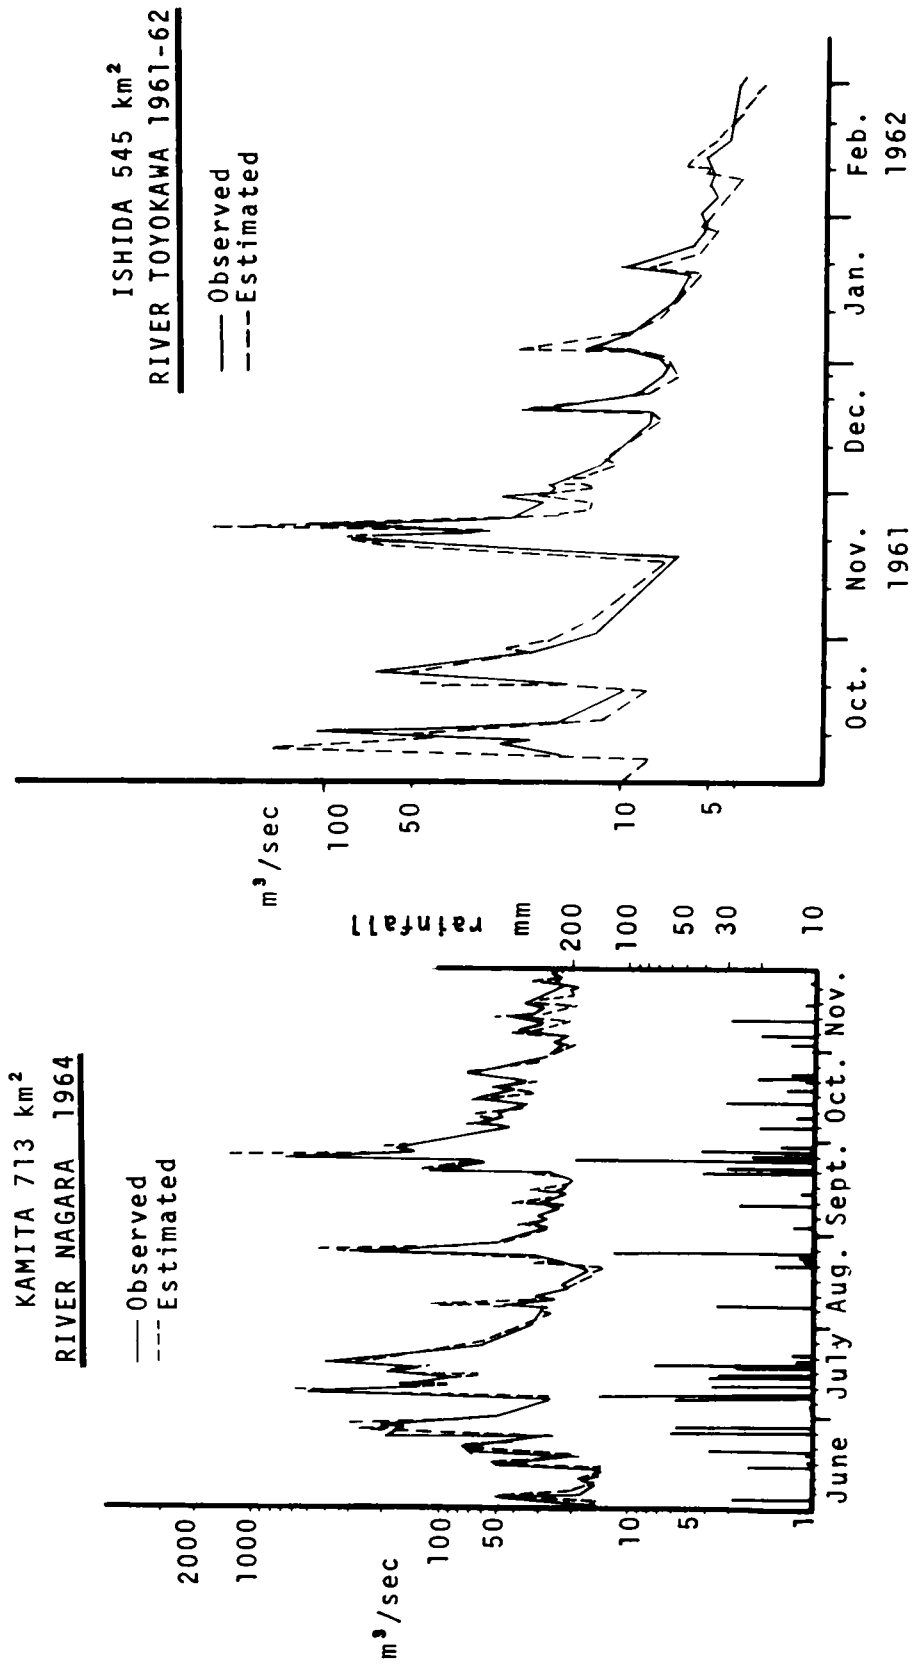 KAMITA 713 km²
RIVER NAGARA 1964
Observed
Estimated
m³/sec
2000
1000
100
50
10
5
1
rainfall
mm
200
100
50
30
10
June
July
Aug.
Sept.
Oct.
Nov.
ISHIDA 545 km²
RIVER TOYOKAWA 1961-62
Observed
Estimated
m³/sec
100
50
10
5
Oct.
Nov.
Dec.
Jan.
Feb.
1961
1962